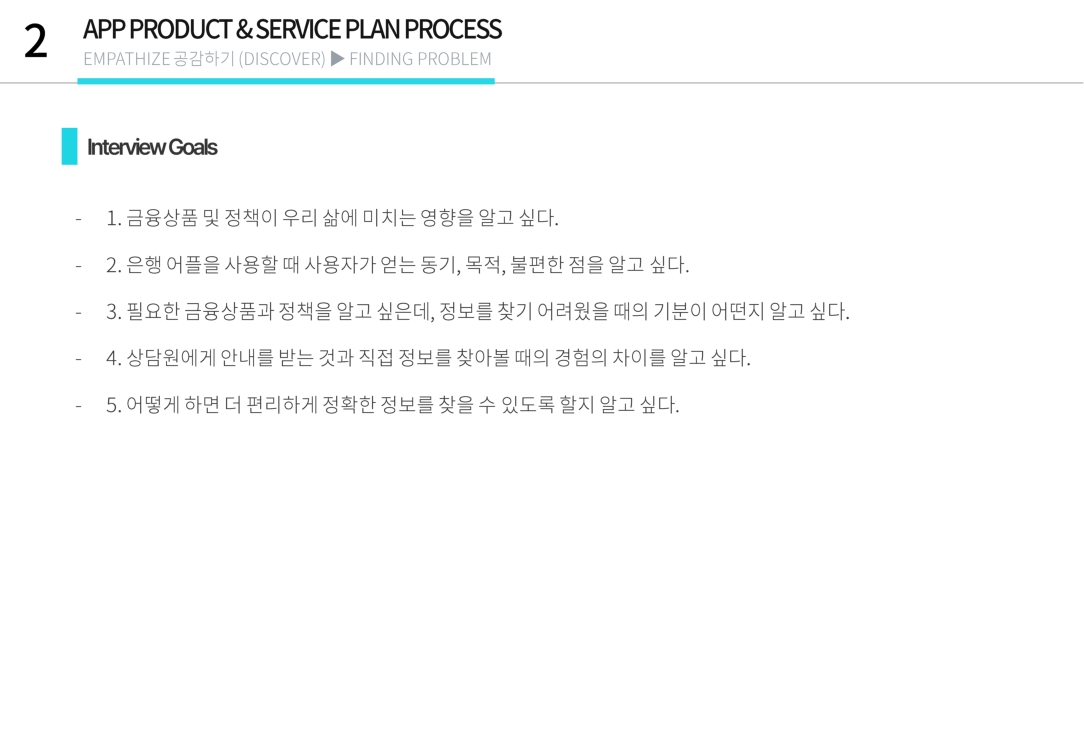 2
APP PRODUCT & SERVICE PLAN PROCESS
EMPATHIZE 공감하기 (DISCOVER) ▶ FINDING PROBLEM
Interview Goals
- 1. 금융상품 및 정책이 우리 삶에 미치는 영향을 알고 싶다.
- 2. 은행 어플을 사용할 때 사용자가 얻는 동기, 목적, 불편한 점을 알고 싶다.
- 3. 필요한 금융상품과 정책을 알고 싶은데, 정보를 찾기 어려웠을 때의 기분이 어떤지 알고 싶다.
- 4. 상담원에게 안내를 받는 것과 직접 정보를 찾아볼 때의 경험의 차이를 알고 싶다.
- 5. 어떻게 하면 더 편리하게 정확한 정보를 찾을 수 있도록 할지 알고 싶다.